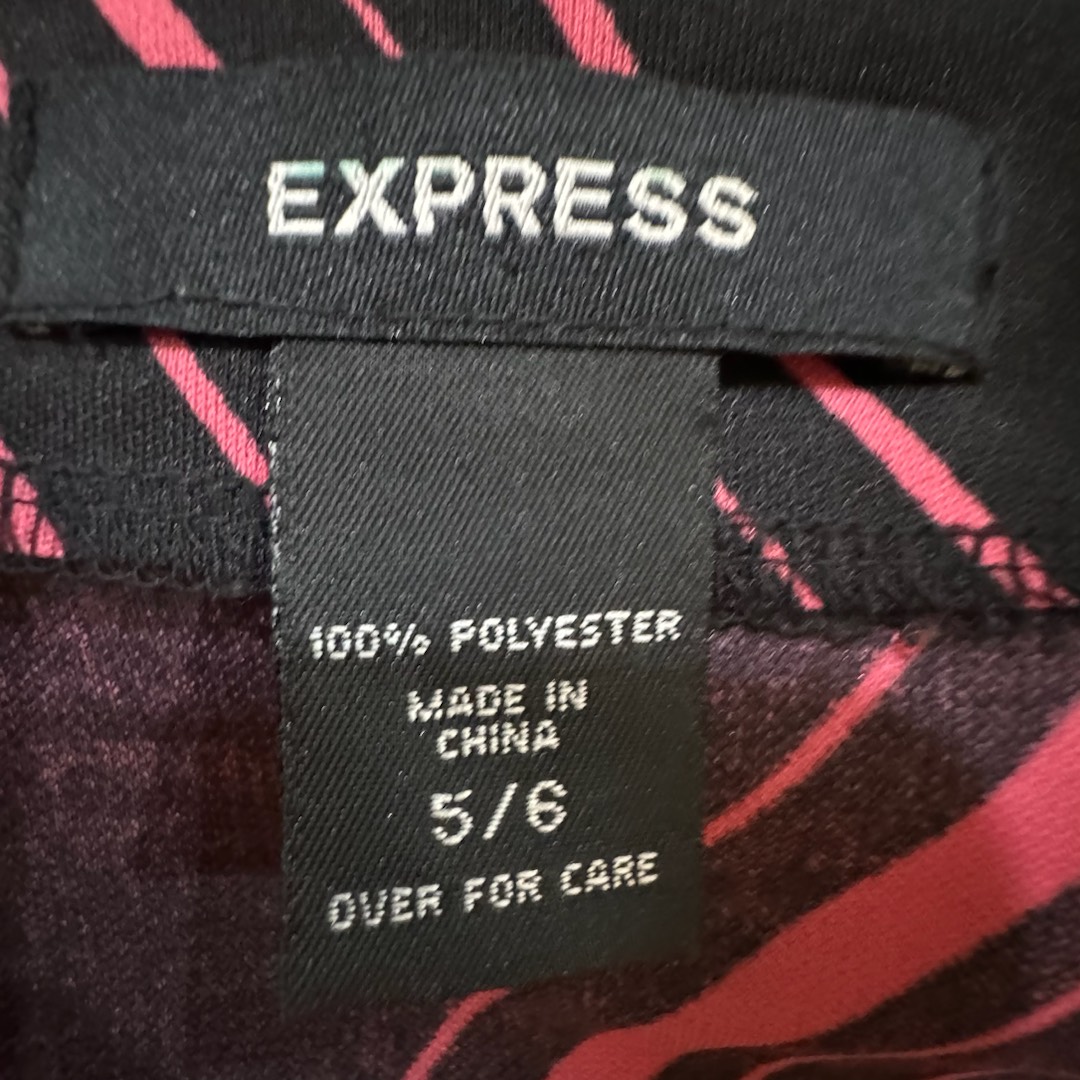 EXPRESS
100% POLYESTER
MADE IN
CHINA
5/6
OVER FOR CARE